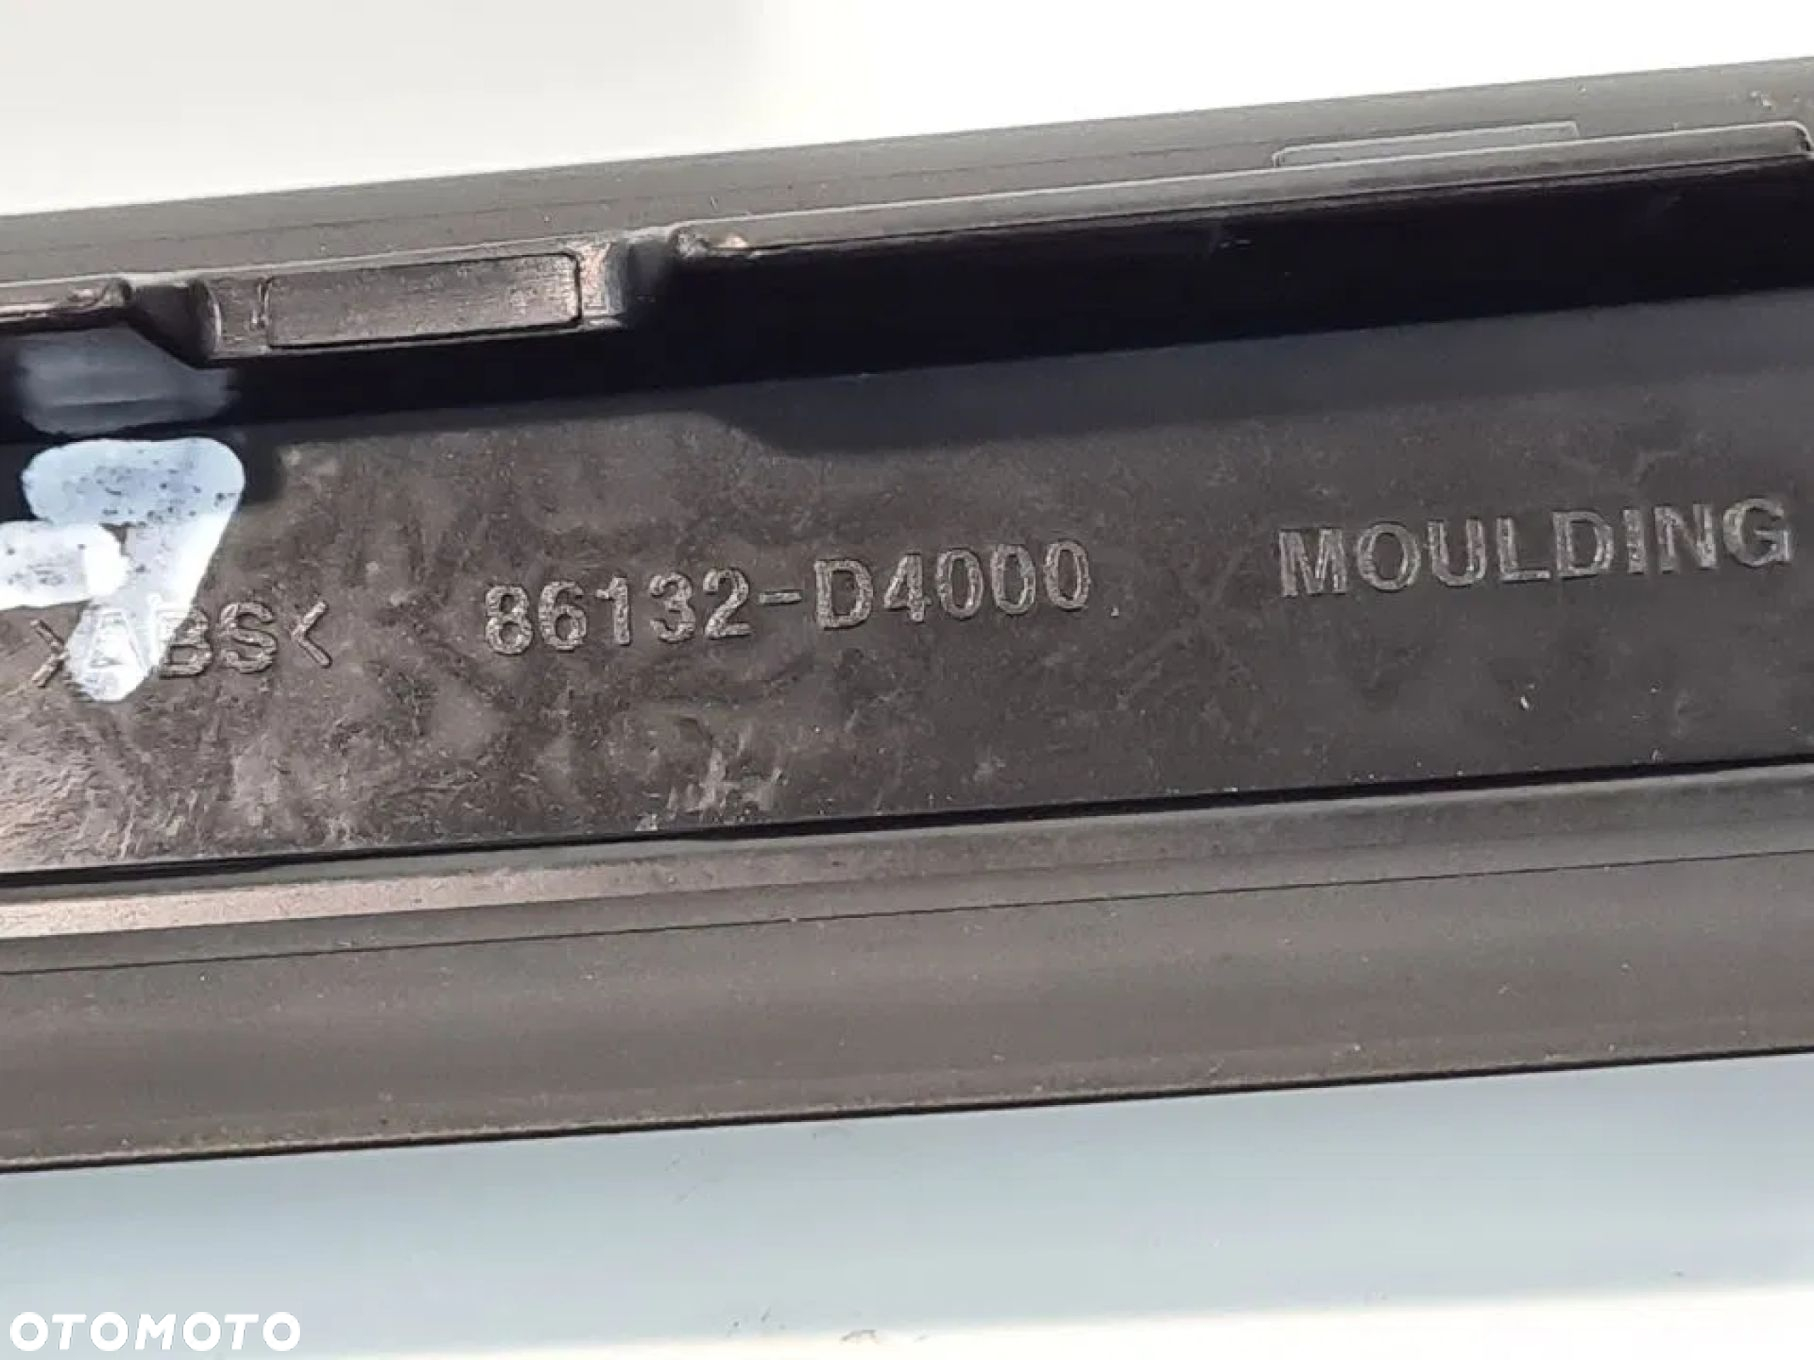 >ABS< 86132-D4000 MOULDING
OTOMOTO